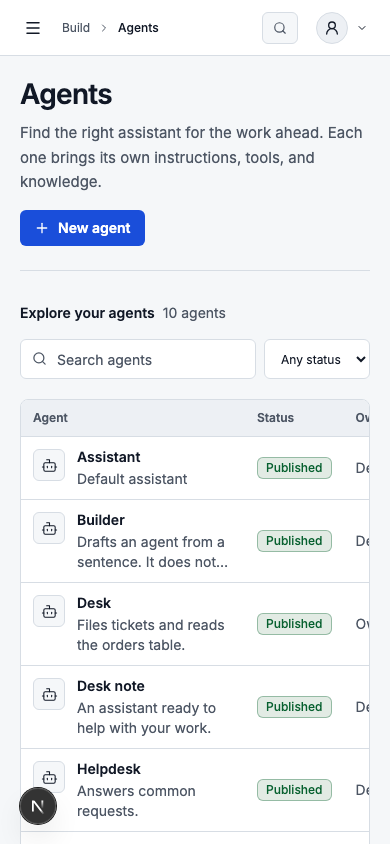 Build > Agents
Agents
Find the right assistant for the work ahead. Each
one brings its own instructions, tools, and
knowledge.
+ New agent
Explore your agents 10 agents
Search agents
Any status
Agent Status
Assistant
Default assistant
Published
Builder
Drafts an agent from a
sentence. It does not...
Published
Desk
Files tickets and reads
the orders table.
Published
Desk note
An assistant ready to
help with your work.
Published
Helpdesk
Answers common
requests.
Published
N